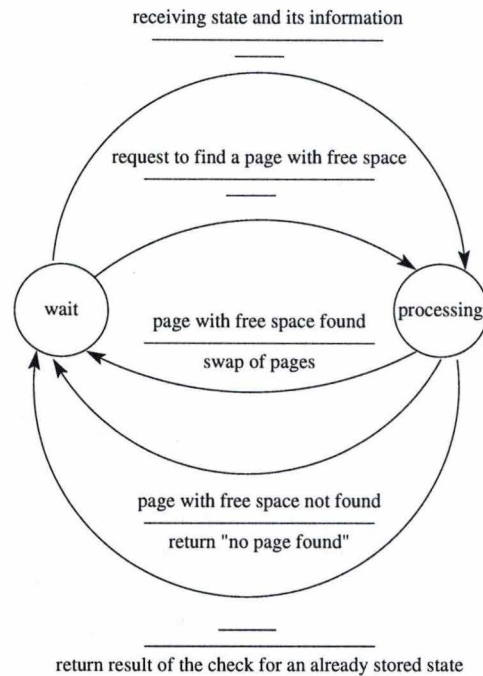 receiving state and its information
request to find a page with free space
wait
processing
page with free space found
swap of pages
page with free space not found
return "no page found"
return result of the check for an already stored state